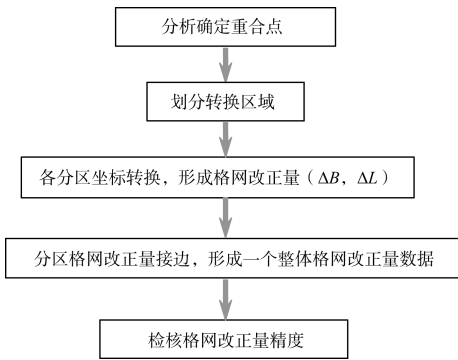 分析确定重合点
划分转换区域
各分区坐标转换，形成格网改正量（ΔB，ΔL）
分区格网改正量接边，形成一个整体格网改正量数据
检核格网改正量精度